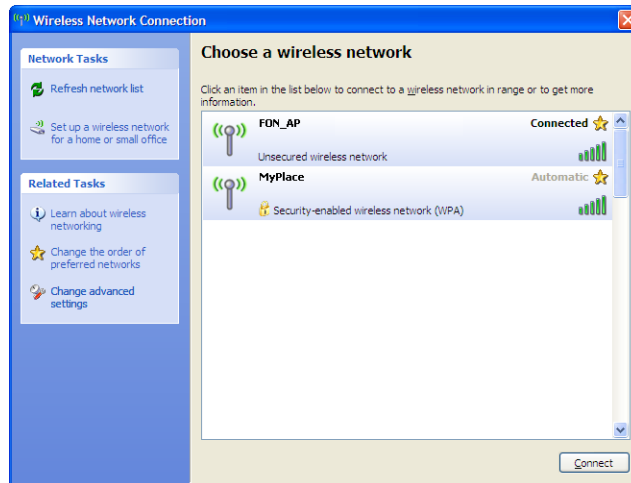 Wireless Network Connection
Network Tasks
Refresh network list
Set up a wireless network
for a home or small office
Related Tasks
Learn about wireless
networking
Change the order of
preferred networks
Change advanced
settings
Choose a wireless network
Click an item in the list below to connect to a wireless network in range or to get more
information.
FON_AP
Connected
Unsecured wireless network
MyPlace
Automatic
Security-enabled wireless network (WPA)
Connect